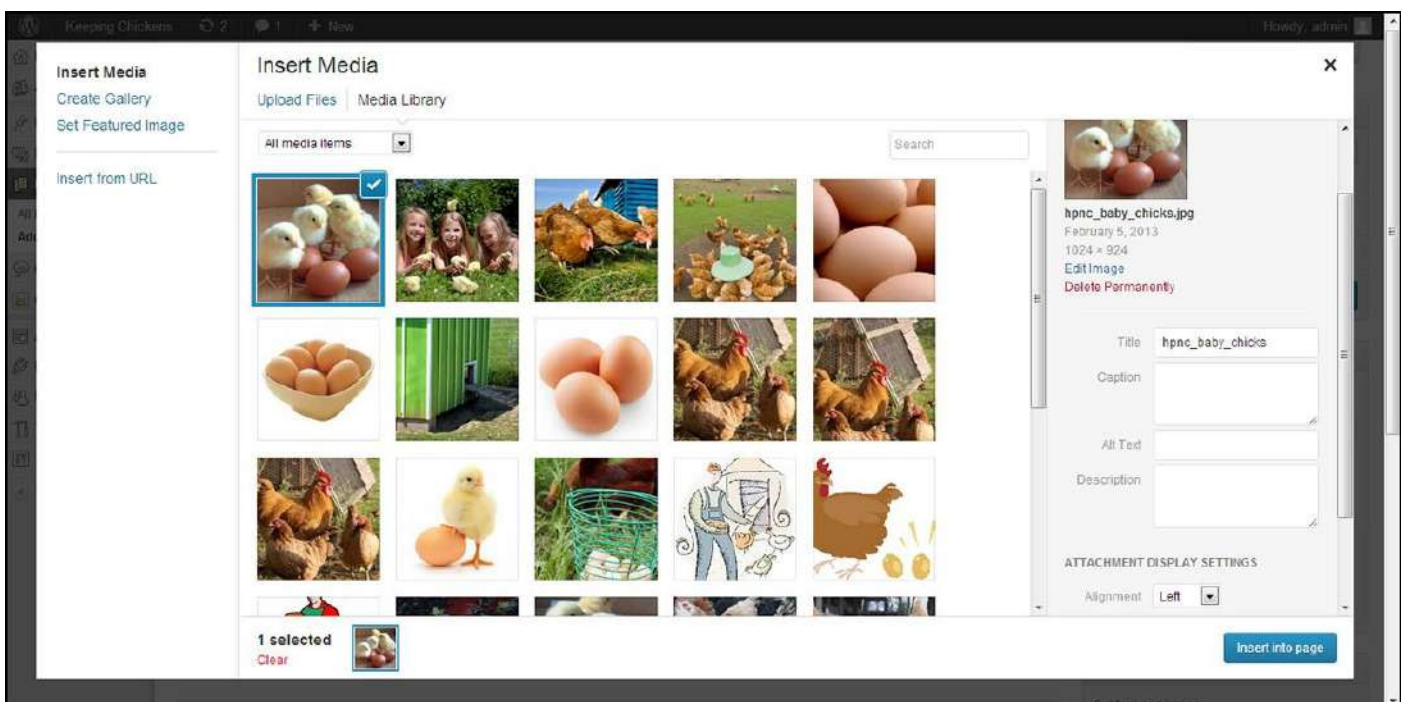 Keeping Chickens 2 1 + New Howdy, admin
Insert Media
Create Gallery
Set Featured Image
Insert from URL
Insert Media
×
Upload Files Media Library
All media items
Search
hpnc_baby_chicks.jpg
February 5, 2013
1024 × 924
Edit Image
Delete Permanently
Title hpnc_baby_chicks
Caption
Alt Text
Description
ATTACHMENT DISPLAY SETTINGS
Alignment Left
1 selected
Clear
Insert into page